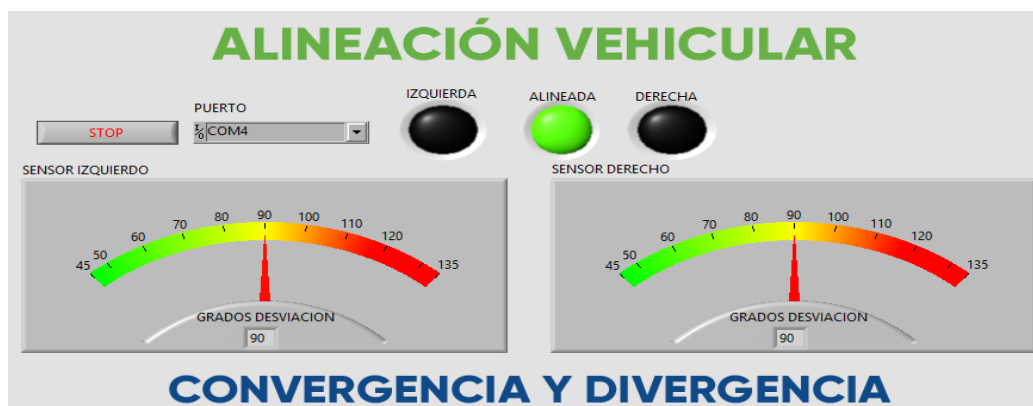 ALINEACIÓN VEHICULAR
IZQUIERDA ALINEADA DERECHA
PUERTO
STOP COM4
SENSOR IZQUIERDO SENSOR DERECHO
45 50 60 70 80 90 100 110 120 135
GRADOS DESVIACION
90
45 50 60 70 80 90 100 110 120 135
GRADOS DESVIACION
90
CONVERGENCIA Y DIVERGENCIA